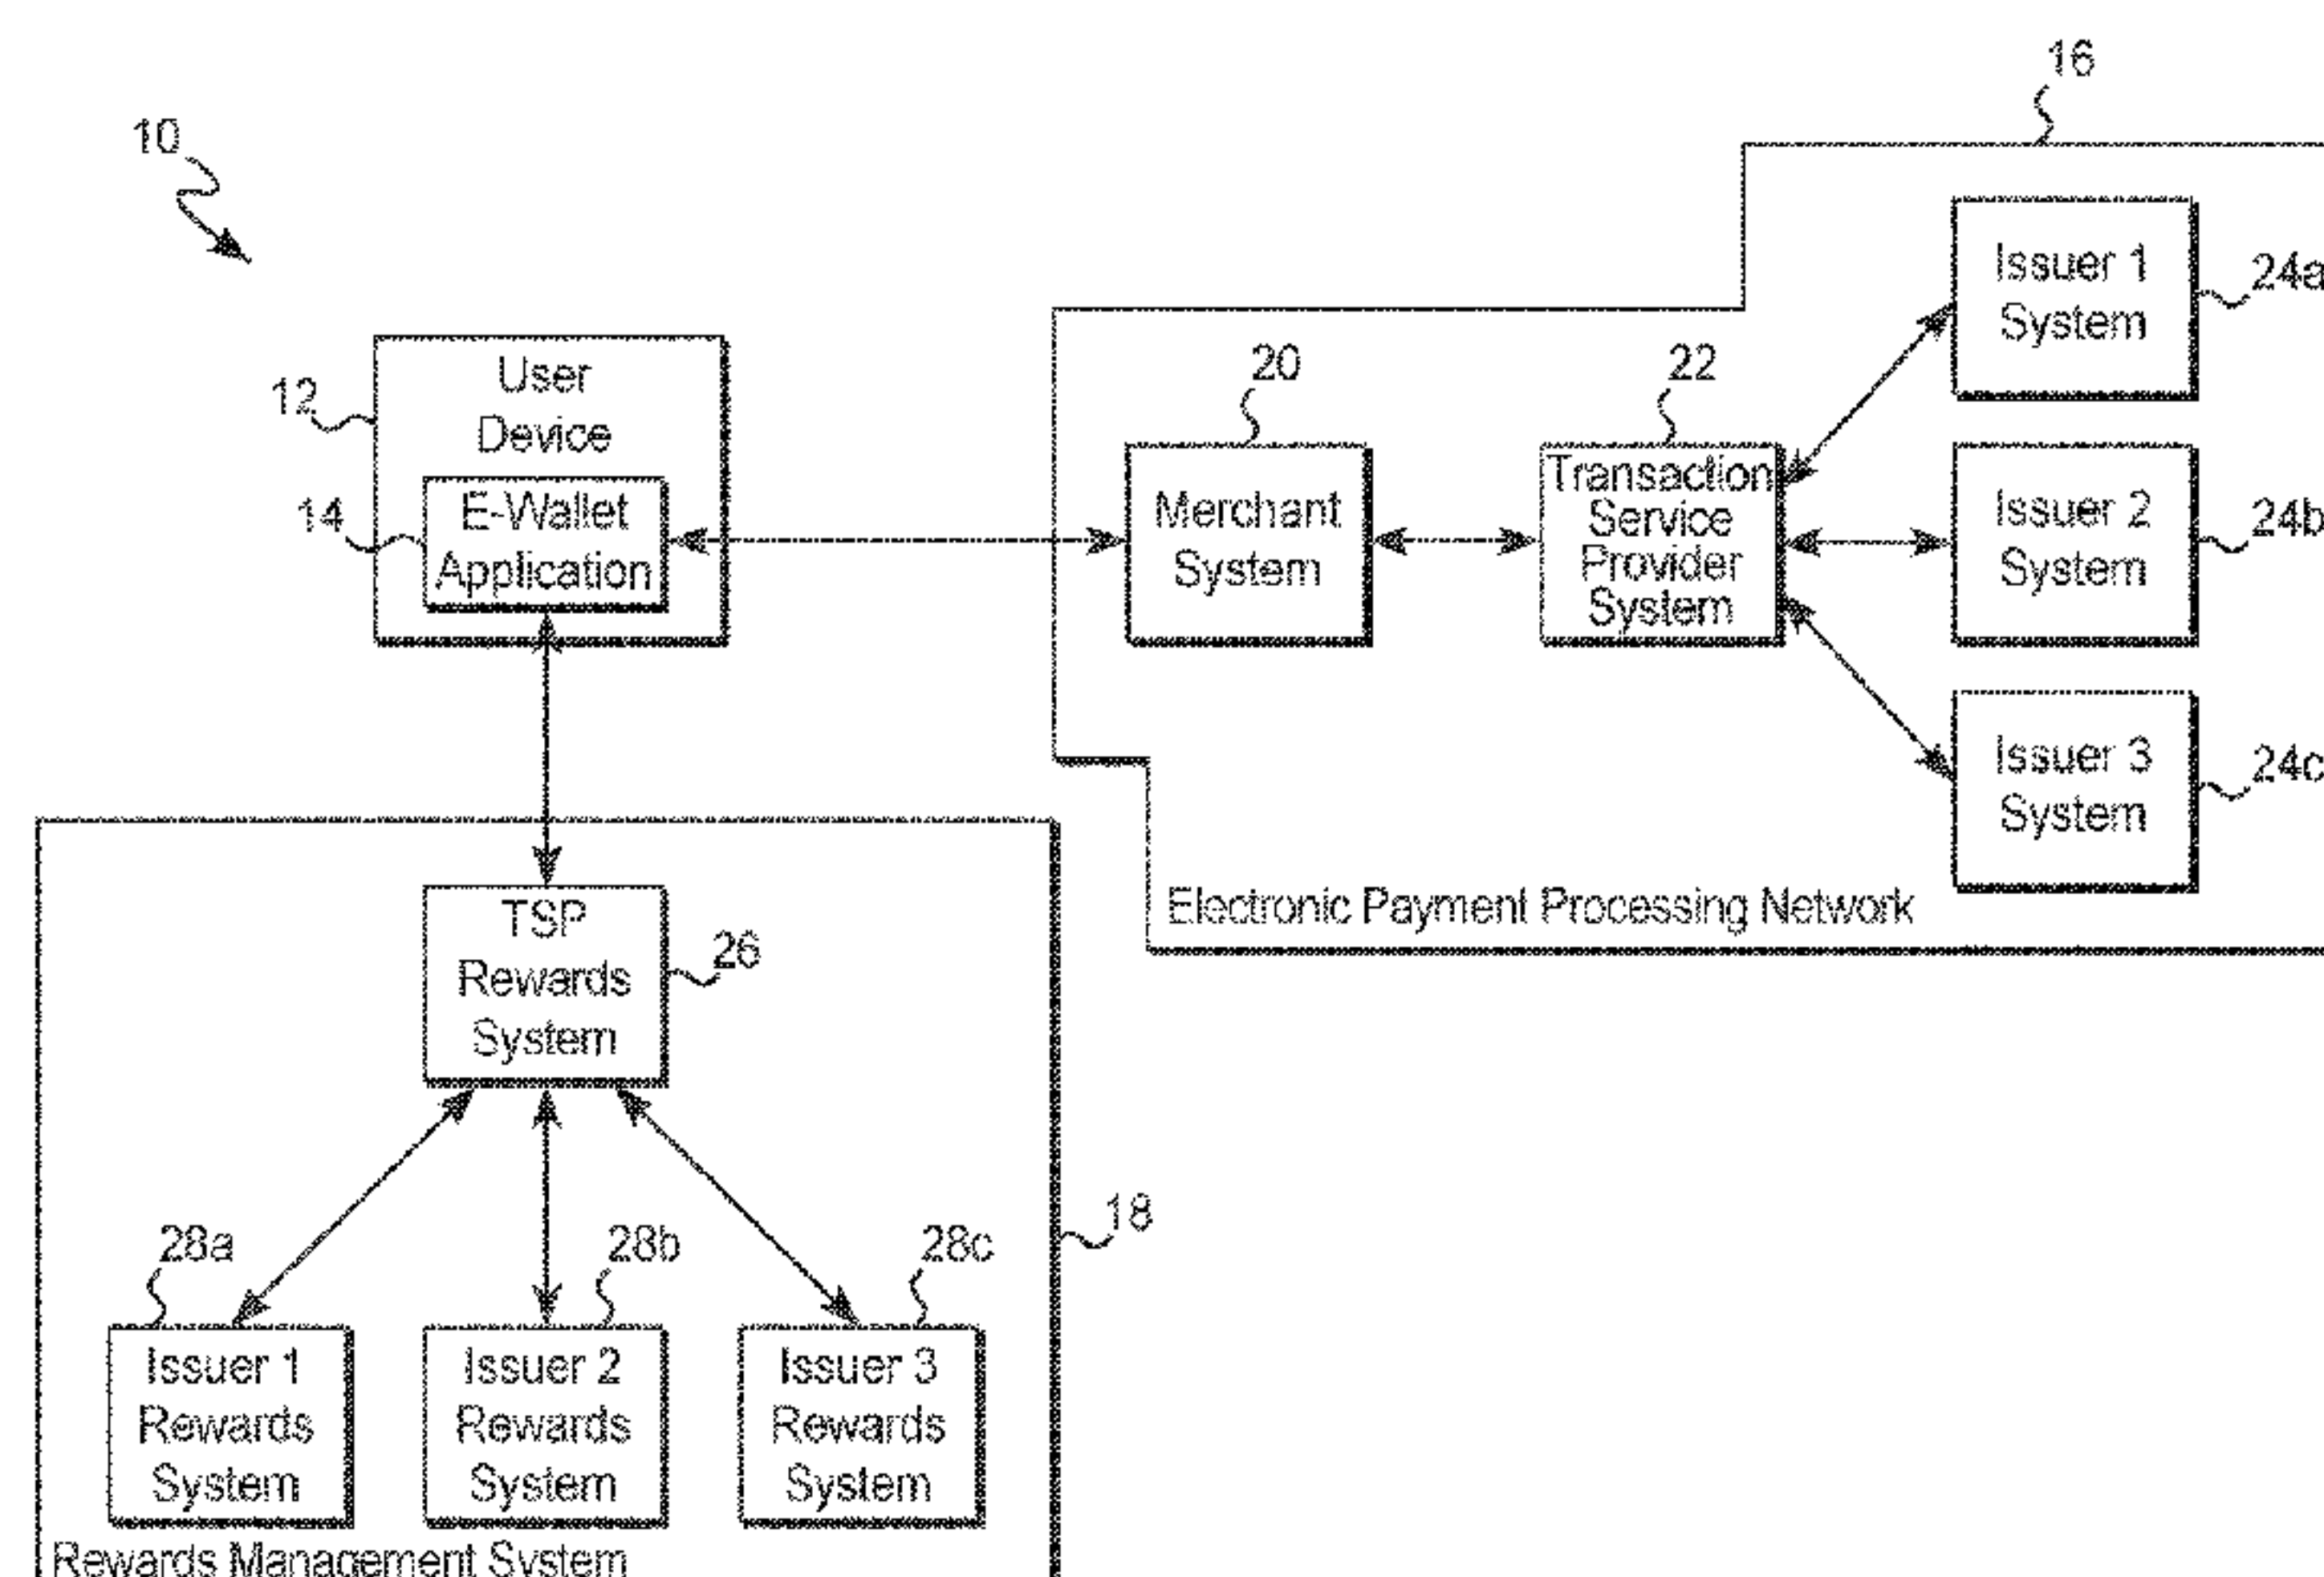 16
10
Issuer 1
System
24a
User
Device
12
20
22
E-Wallet
Application
14
Merchant
System
Transaction
Service
Provider
System
Issuer 2
System
24b
Issuer 3
System
24c
Electronic Payment Processing Network
TSP
Rewards
System
26
18
28a
28b
28c
Issuer 1
Rewards
System
Issuer 2
Rewards
System
Issuer 3
Rewards
System
Rewards Management System